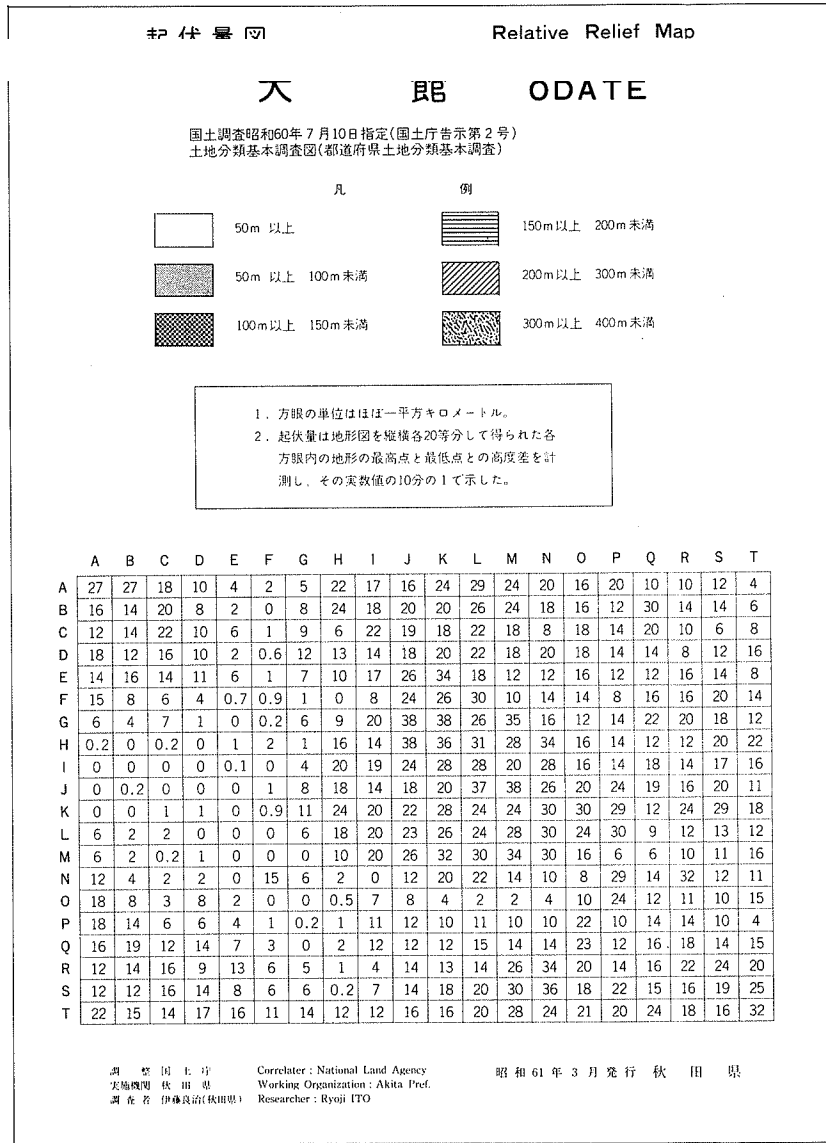 起伏量図 Relative Relief Map
大館 ODATE
国土調査昭和60年7月10日指定(国土庁告示第2号)
土地分類基本調査図(都道府県土地分類基本調査)
凡 例
50m 以上 150m以上 200m未満
50m 以上 100m未満 200m以上 300m未満
100m以上 150m未満 300m以上 400m未満
1. 方眼の単位はほぼ一平方キロメートル。
2. 起伏量は地形図を縦横各20等分して得られた各
方眼内の地形の最高点と最低点との高度差を計
測し、その実数値の10分の1で示した。
A B C D E F G H I J K L M N O P Q R S T
A 27 27 18 10 4 2 5 22 17 16 24 29 24 20 16 20 10 10 12 4
B 16 14 20 8 2 0 8 24 18 20 20 26 24 18 16 12 30 14 14 6
C 12 14 22 10 6 1 9 6 22 19 18 22 18 8 18 14 20 10 6 8
D 18 12 16 10 2 0.6 12 13 14 18 20 22 18 20 18 14 14 8 12 16
E 14 16 14 11 6 1 7 10 17 26 34 18 12 12 16 12 12 16 14 8
F 15 8 6 4 0.7 0.9 1 0 8 24 26 30 10 14 14 8 16 16 20 14
G 6 4 7 1 0 0.2 6 9 20 38 38 26 35 16 12 14 22 20 18 12
H 0.2 0 0.2 0 1 2 1 16 14 38 36 31 28 34 16 14 12 12 20 22
I 0 0 0 0 0.1 0 4 20 19 24 28 28 20 28 16 14 18 14 17 16
J 0 0.2 0 0 0 1 8 18 14 18 20 37 38 26 20 24 19 16 20 11
K 0 0 1 1 0 0.9 11 24 20 22 28 24 24 30 30 29 12 24 29 18
L 6 2 2 0 0 0 6 18 20 23 26 24 28 30 24 30 9 12 13 12
M 6 2 0.2 1 0 0 0 10 20 26 32 30 34 30 16 6 6 10 11 16
N 12 4 2 2 0 15 6 2 0 12 20 22 14 10 8 29 14 32 12 11
O 18 8 3 8 2 0 0 0.5 7 8 4 2 2 4 10 24 12 11 10 15
P 18 14 6 6 4 1 0.2 1 11 12 10 11 10 10 22 10 14 14 10 4
Q 16 19 12 14 7 3 0 2 12 12 12 15 14 14 23 12 16 18 14 15
R 12 14 16 9 13 6 5 1 4 14 13 14 26 34 20 14 16 22 24 20
S 12 12 16 14 8 6 6 0.2 7 14 18 20 30 36 18 22 15 16 19 25
T 22 15 14 17 16 11 14 12 12 16 16 20 28 24 21 20 24 18 16 32
調整 国土庁 Correlater : National Land Agency 昭和61年3月発行 秋田県
実施機関 秋田県 Working Organization : Akita Pref.
調査者 伊藤良治(秋田県) Researcher : Ryoji ITO